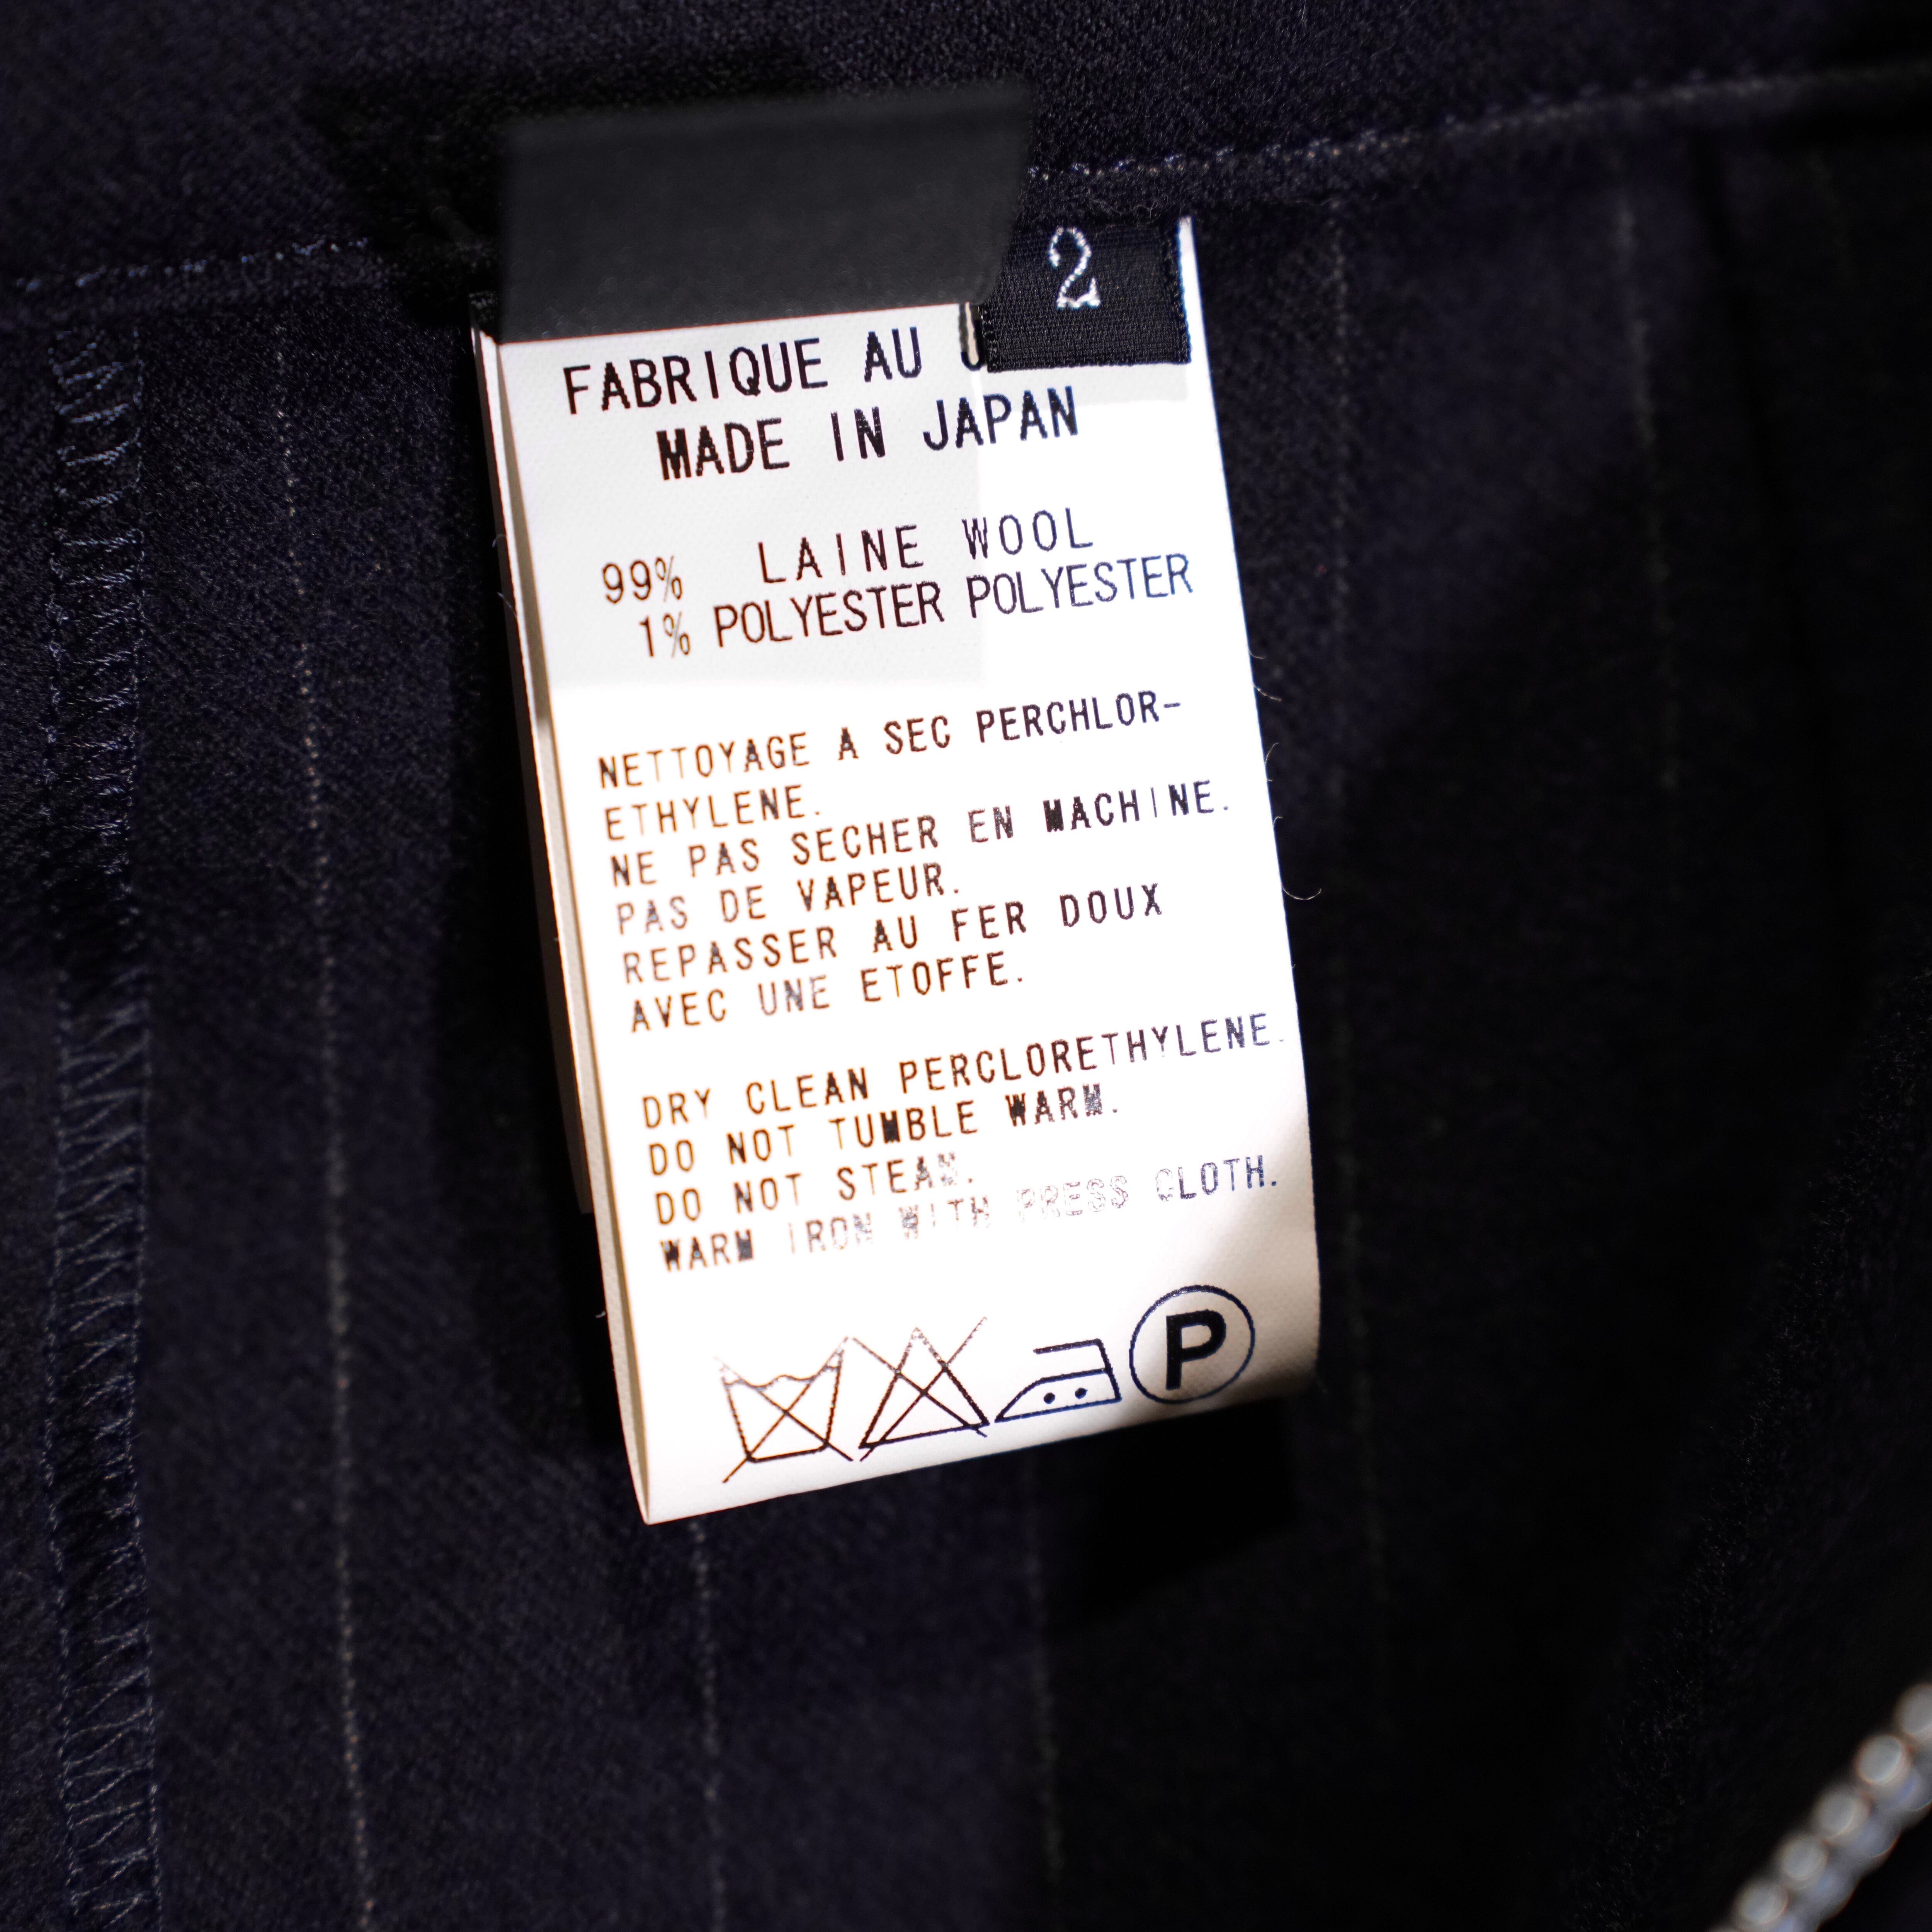 2
FABRIQUE AU
MADE IN JAPAN
99% LAINE WOOL
1% POLYESTER POLYESTER
NETTOYAGE A SEC PERCHLOR-
ETHYLENE.
NE PAS SECHER EN MACHINE.
PAS DE VAPEUR.
REPASSER AU FER DOUX
AVEC UNE ETOFFE.
DRY CLEAN PERCLORETHYLENE.
DO NOT TUMBLE WARM.
DO NOT STEAM.
WARM IRON WITH PRESS CLOTH.
P